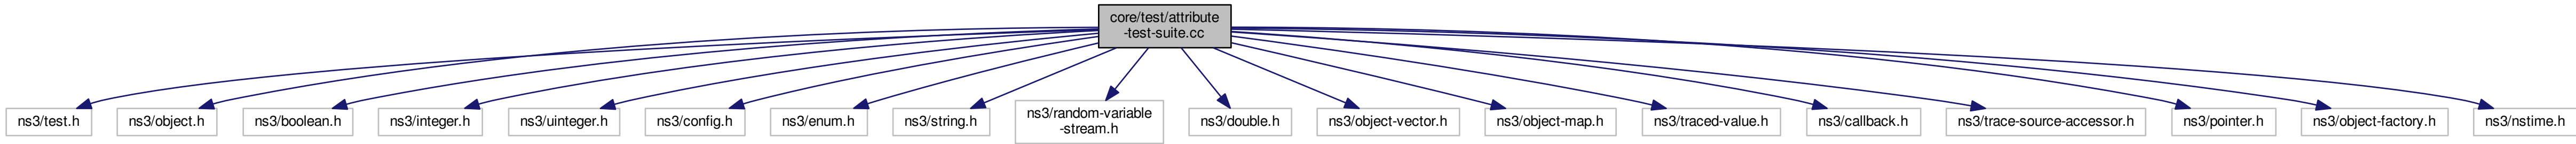 core/test/attribute
-test-suite.cc
ns3/test.h
ns3/object.h
ns3/boolean.h
ns3/integer.h
ns3/uinteger.h
ns3/config.h
ns3/enum.h
ns3/string.h
ns3/random-variable
-stream.h
ns3/double.h
ns3/object-vector.h
ns3/object-map.h
ns3/traced-value.h
ns3/callback.h
ns3/trace-source-accessor.h
ns3/pointer.h
ns3/object-factory.h
ns3/nstime.h